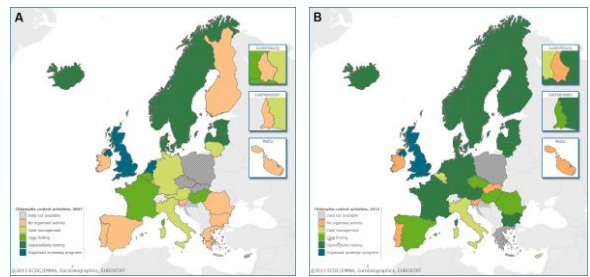 A
Luxembourg
Liechtenstein
Malta
Chlamydia control activities, 2007
Data not available
No organised activity
Case management
Case finding
Opportunistic testing
Organised screening programme
©2013 ECDC/EMMA, EuroGeographics, EUROSTAT
B
Luxembourg
Liechtenstein
Malta
Chlamydia control activities, 2012
Data not available
No organised activity
Case management
Case finding
Opportunistic testing
Organised screening programme
©2013 ECDC/EMMA, EuroGeographics, EUROSTAT